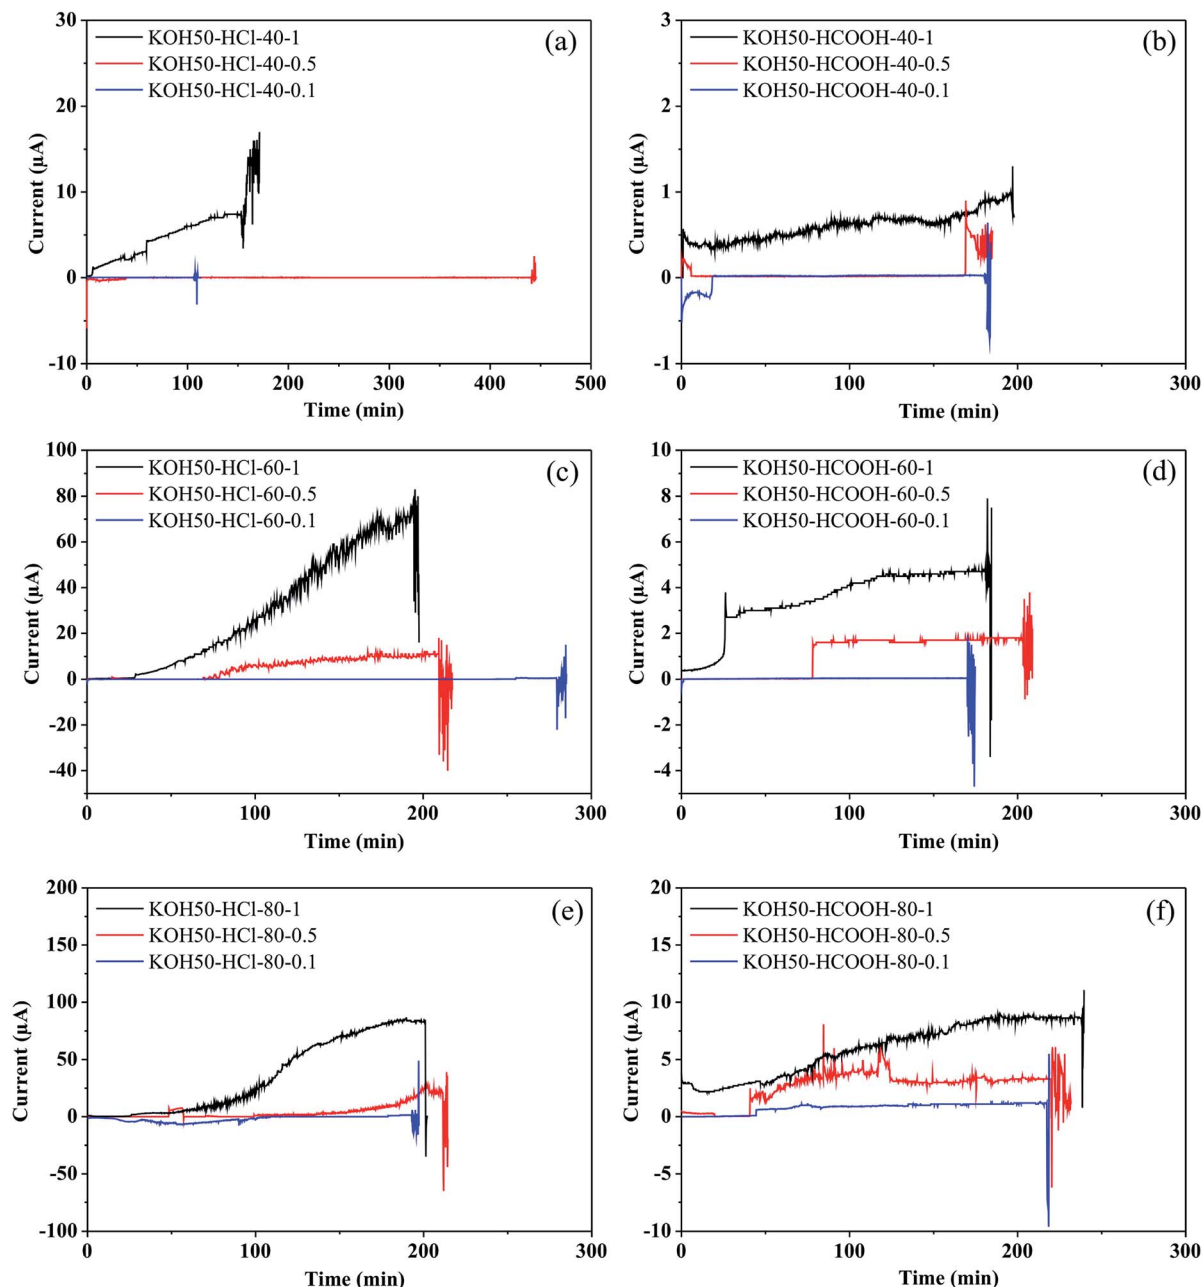 (a)
KOH50-HCl-40-1
KOH50-HCl-40-0.5
KOH50-HCl-40-0.1
30
20
10
0
-10
Current (μA)
0
100
200
300
400
500
Time (min)
(b)
KOH50-HCOOH-40-1
KOH50-HCOOH-40-0.5
KOH50-HCOOH-40-0.1
4
3
2
1
0
-1
Current (μA)
0
100
200
300
Time (min)
(c)
KOH50-HCl-60-1
KOH50-HCl-60-0.5
KOH50-HCl-60-0.1
100
80
60
40
20
0
-20
-40
Current (μA)
0
100
200
300
Time (min)
(d)
KOH50-HCOOH-60-1
KOH50-HCOOH-60-0.5
KOH50-HCOOH-60-0.1
10
8
6
4
2
0
-2
-4
Current (μA)
0
100
200
300
Time (min)
(e)
KOH50-HCl-80-1
KOH50-HCl-80-0.5
KOH50-HCl-80-0.1
200
150
100
50
0
-50
-100
Current (μA)
0
100
200
300
Time (min)
(f)
KOH50-HCOOH-80-1
KOH50-HCOOH-80-0.5
KOH50-HCOOH-80-0.1
20
15
10
5
0
-5
-10
Current (μA)
0
100
200
300
Time (min)